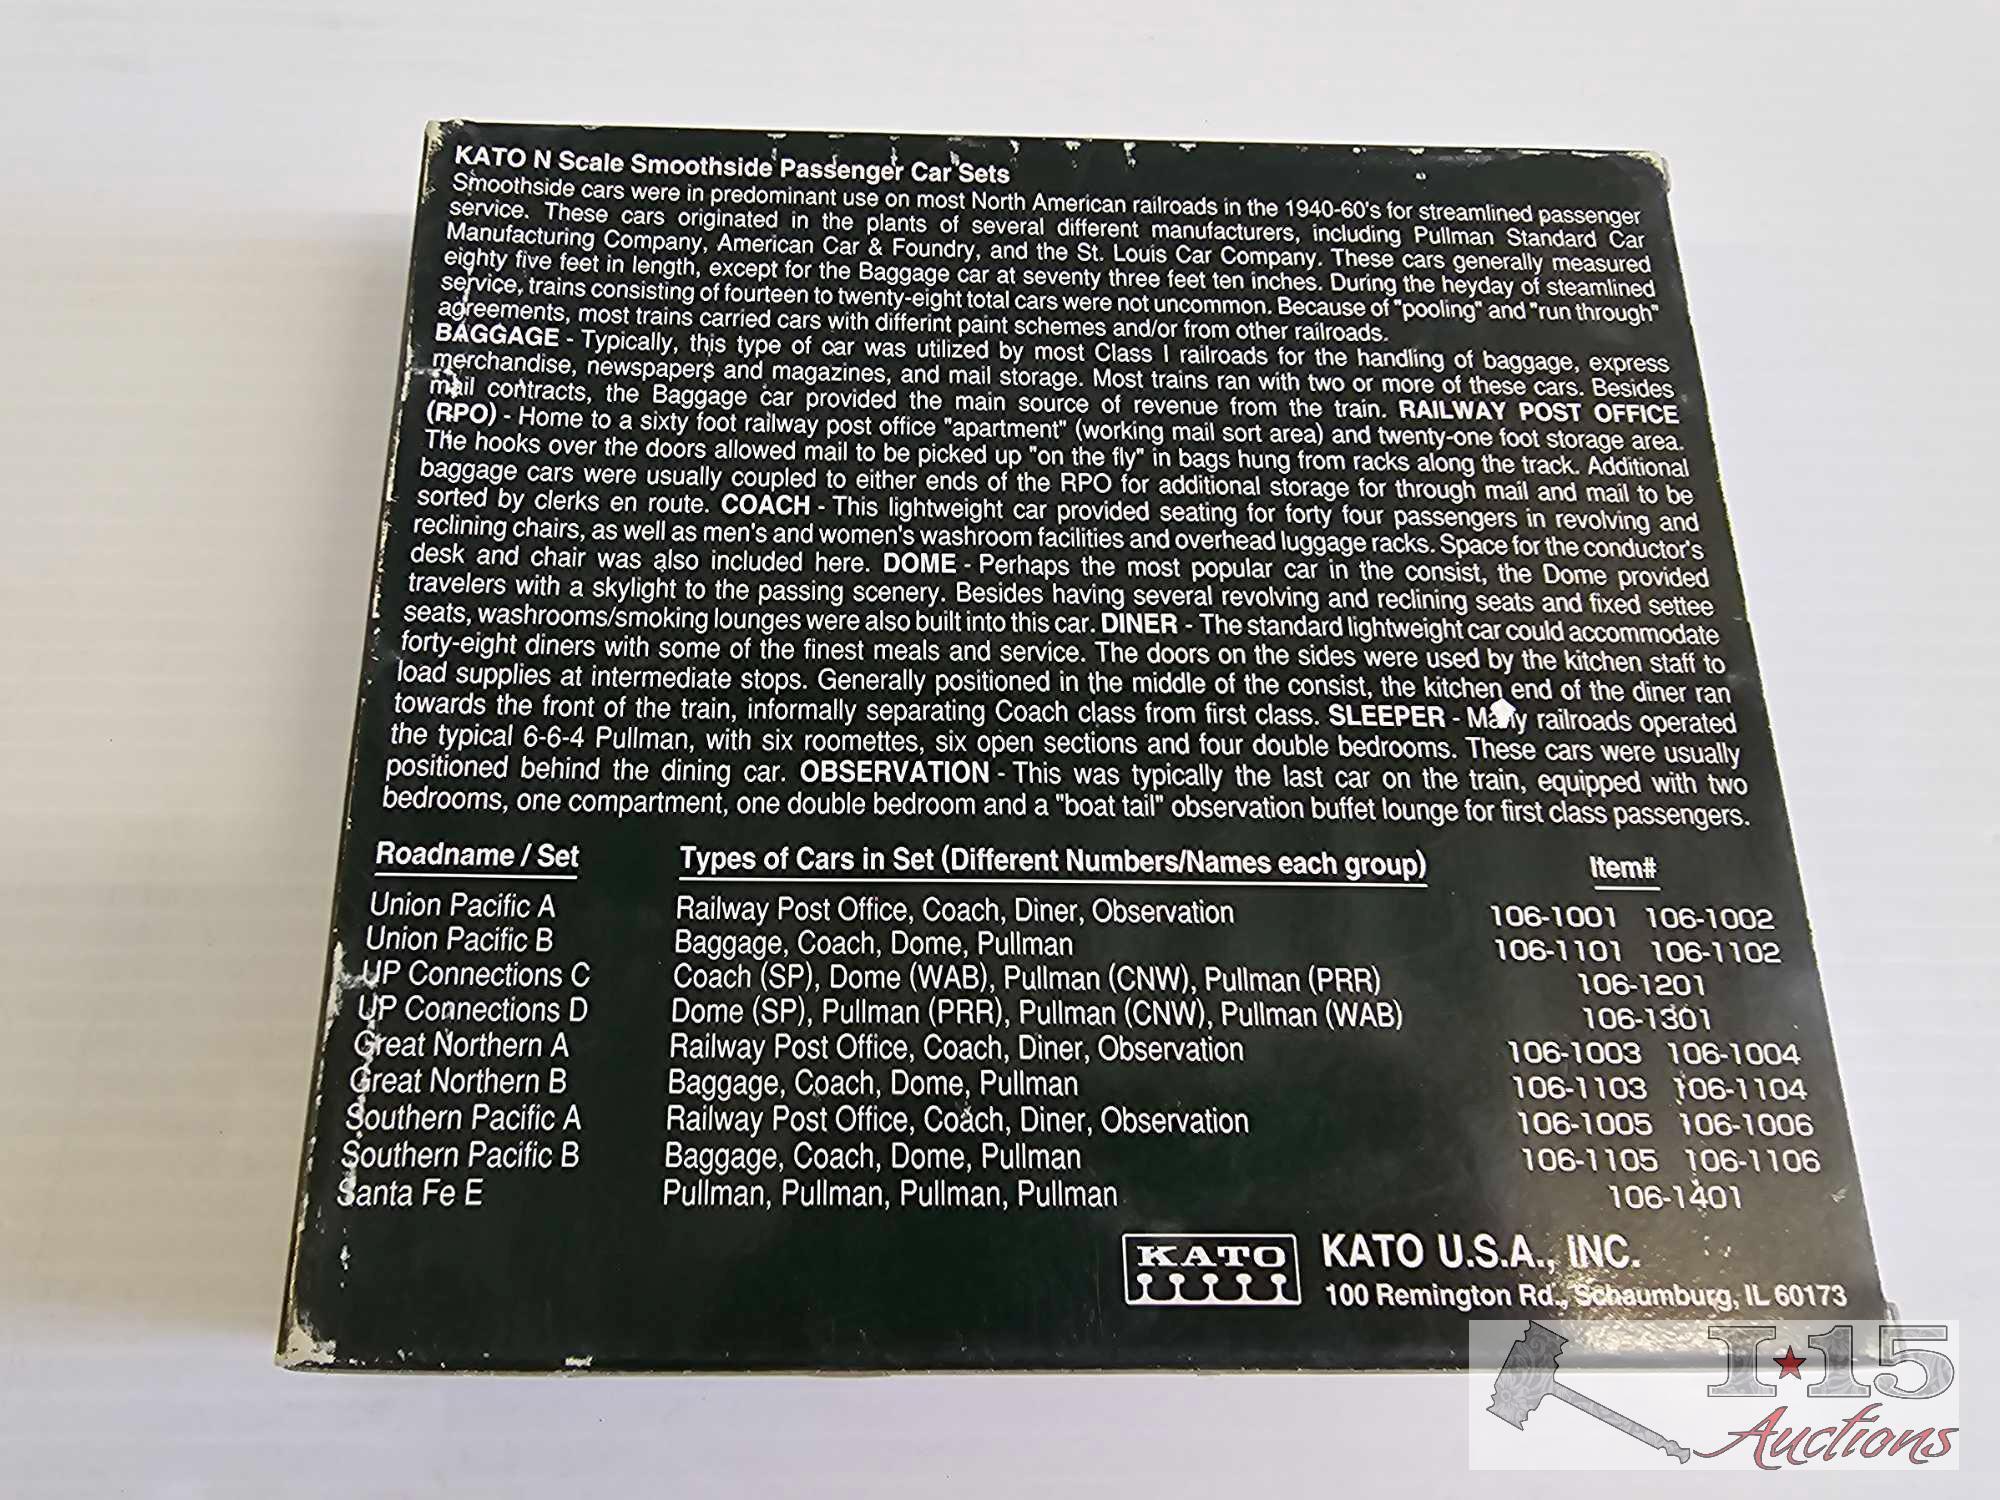 KATO N Scale Smoothside Passenger Car Sets
Smoothside cars were in predominant use on most North American railroads in the 1940-60's for streamlined passenger
service. These cars originated in the plants of several different manufacturers, including Pullman Standard Car
Manufacturing Company, American Car & Foundry, and the St. Louis Car Company. These cars generally measured
eighty five feet in length, except for the Baggage car at seventy three feet ten inches. During the heyday of steamlined
service, trains consisting of fourteen to twenty-eight total cars were not uncommon. Because of "pooling" and "run through"
agreements, most trains carried cars with differint paint schemes and/or from other railroads.
BAGGAGE - Typically, this type of car was utilized by most Class I railroads for the handling of baggage, express
merchandise, newspapers and magazines, and mail storage. Most trains ran with two or more of these cars. Besides
mail contracts, the Baggage car provided the main source of revenue from the train. RAILWAY POST OFFICE
(RPO) - Home to a sixty foot railway post office "apartment" (working mail sort area) and twenty-one foot storage area.
The hooks over the doors allowed mail to be picked up "on the fly" in bags hung from racks along the track. Additional
baggage cars were usually coupled to either ends of the RPO for additional storage for through mail and mail to be
sorted by clerks en route. COACH - This lightweight car provided seating for forty four passengers in revolving and
reclining chairs, as well as men's and women's washroom facilities and overhead luggage racks. Space for the conductor's
desk and chair was also included here. DOME - Perhaps the most popular car in the consist, the Dome provided
travelers with a skylight to the passing scenery. Besides having several revolving and reclining seats and fixed settee
seats, washrooms/smoking lounges were also built into this car. DINER - The standard lightweight car could accommodate
forty-eight diners with some of the finest meals and service. The doors on the sides were used by the kitchen staff to
load supplies at intermediate stops. Generally positioned in the middle of the consist, the kitchen end of the diner ran
towards the front of the train, informally separating Coach class from first class. SLEEPER - Many railroads operated
the typical 6-6-4 Pullman, with six roomettes, six open sections and four double bedrooms. These cars were usually
positioned behind the dining car. OBSERVATION - This was typically the last car on the train, equipped with two
bedrooms, one compartment, one double bedroom and a "boat tail" observation buffet lounge for first class passengers.
Roadname / Set Types of Cars in Set (Different Numbers/Names each group) Item#
Union Pacific A Railway Post Office, Coach, Diner, Observation 106-1001 106-1002
Union Pacific B Baggage, Coach, Dome, Pullman 106-1101 106-1102
UP Connections C Coach (SP), Dome (WAB), Pullman (CNW), Pullman (PRR) 106-1201
UP Connections D Dome (SP), Pullman (PRR), Pullman (CNW), Pullman (WAB) 106-1301
Great Northern A Railway Post Office, Coach, Diner, Observation 106-1003 106-1004
Great Northern B Baggage, Coach, Dome, Pullman 106-1103 106-1104
Southern Pacific A Railway Post Office, Coach, Diner, Observation 106-1005 106-1006
Southern Pacific B Baggage, Coach, Dome, Pullman 106-1105 106-1106
Santa Fe E Pullman, Pullman, Pullman, Pullman 106-1401
KATO KATO U.S.A., INC.
100 Remington Rd., Schaumburg, IL 60173
I-15
Auctions